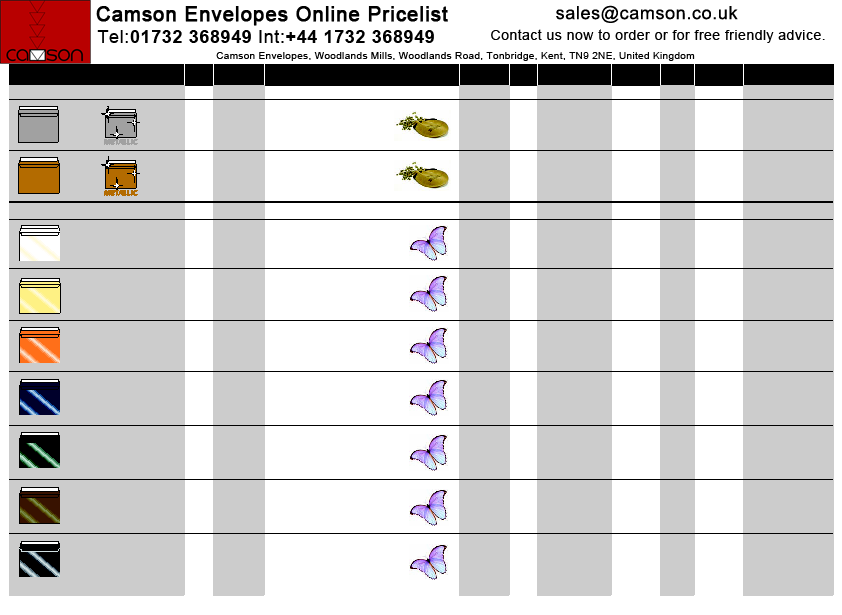 Camson Envelopes Online Pricelist
sales@camson.co.uk
Tel:01732 368949 Int:+44 1732 368949
Contact us now to order or for free friendly advice.
camson
Camson Envelopes, Woodlands Mills, Woodlands Road, Tonbridge, Kent, TN9 2NE, United Kingdom
METALLIC
METALLIC